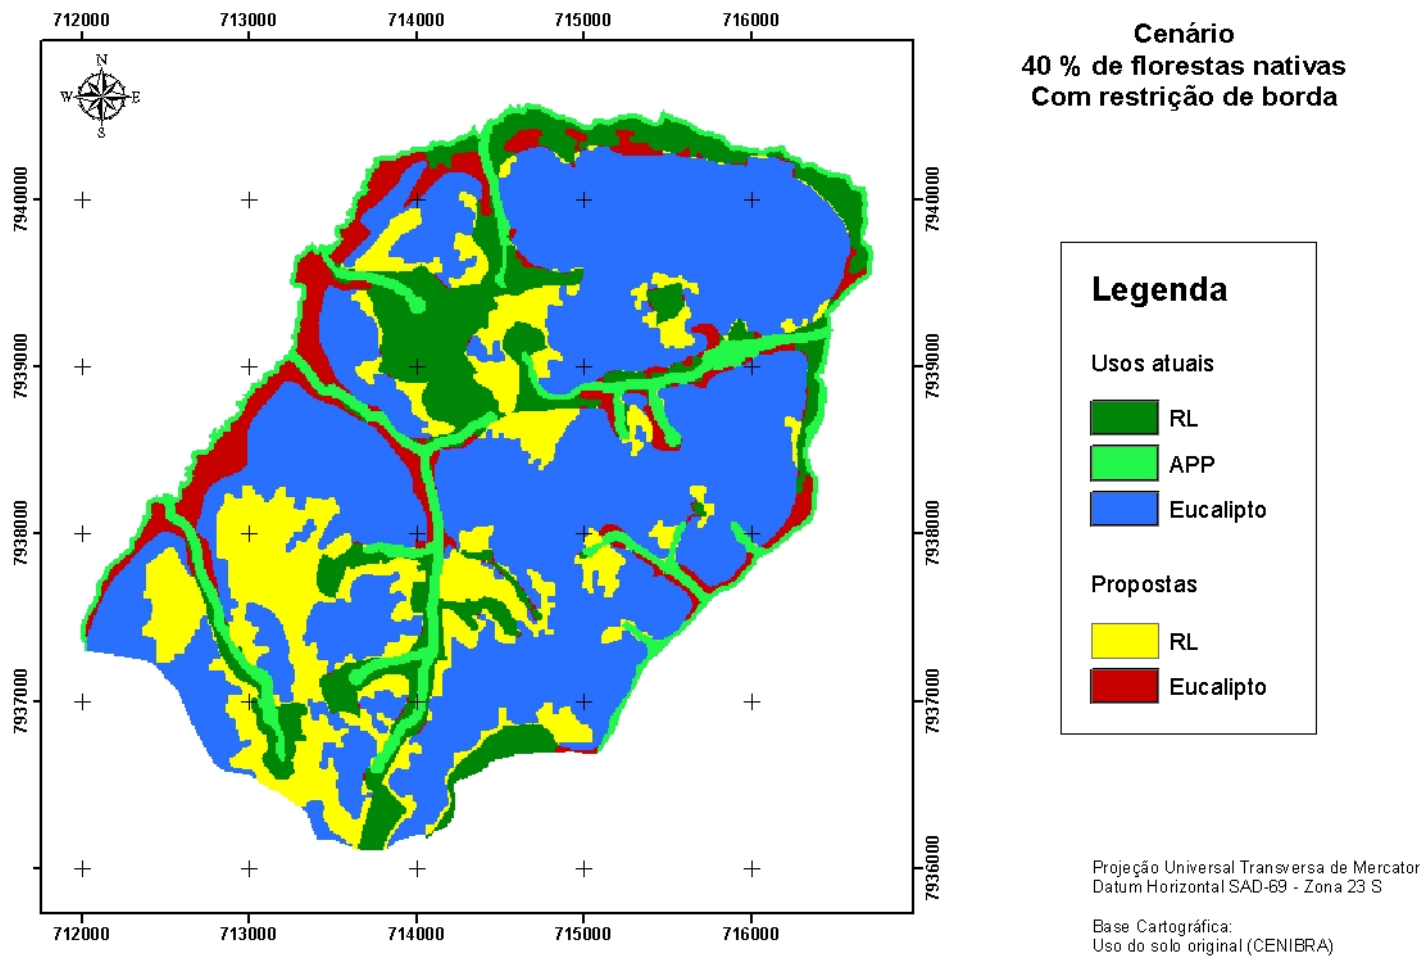 712000 713000 714000 715000 716000
Cenário
40 % de florestas nativas
Com restrição de borda
N
W E
S
7940000 7940000
7939000 7939000
7938000 7938000
7937000 7937000
7936000
712000 713000 714000 715000 716000
Legenda
Usos atuais
RL
APP
Eucalipto
Propostas
RL
Eucalipto
Projeção Universal Transversa de Mercator
Datum Horizontal SAD-69 - Zona 23 S
Base Cartográfica:
Uso do solo original (CENIBRA)